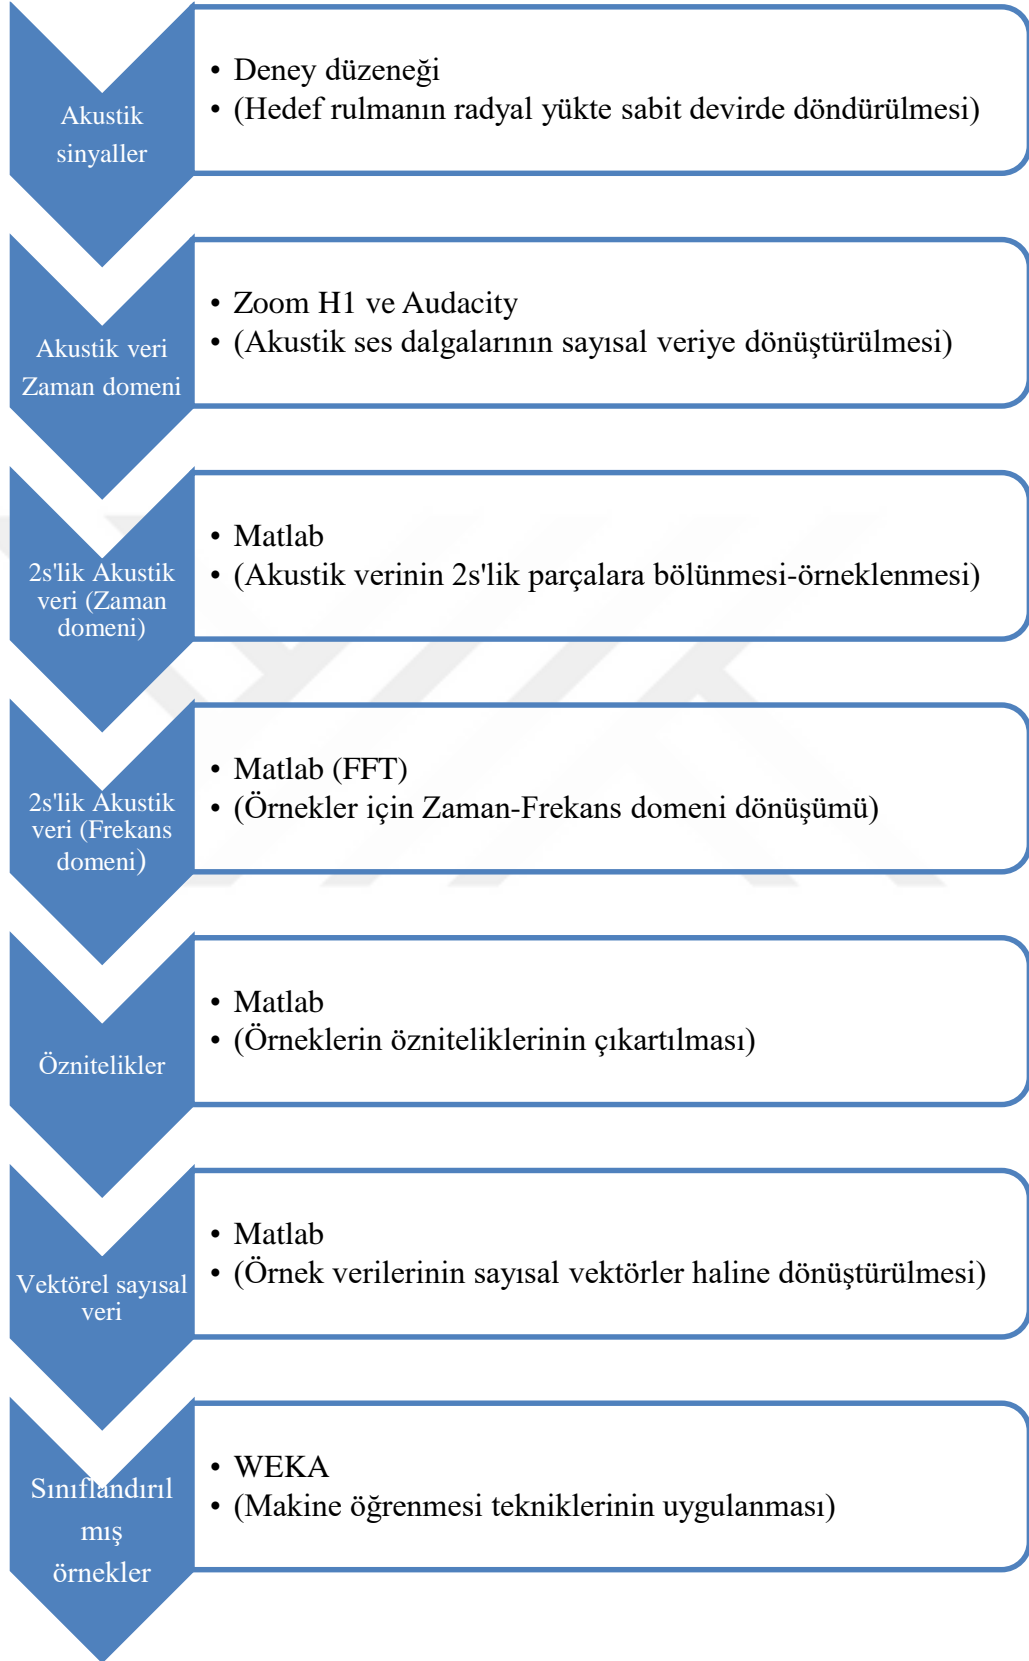 Akustik
sinyaller
• Deney düzeneği
• (Hedef rulmanın radyal yükte sabit devirde döndürülmesi)
Akustik veri
Zaman domeni
• Zoom H1 ve Audacity
• (Akustik ses dalgalarının sayısal veriye dönüştürülmesi)
2s'lik Akustik
veri (Zaman
domeni)
• Matlab
• (Akustik verinin 2s'lik parçalara bölünmesi-örneklenmesi)
2s'lik Akustik
veri (Frekans
domeni)
• Matlab (FFT)
• (Örnekler için Zaman-Frekans domeni dönüşümü)
Öznitelikler
• Matlab
• (Örneklerin özniteliklerinin çıkartılması)
Vektörel sayısal
veri
• Matlab
• (Örnek verilerinin sayısal vektörler haline dönüştürülmesi)
Sınıflandırıl
mış
örnekler
• WEKA
• (Makine öğrenmesi tekniklerinin uygulanması)